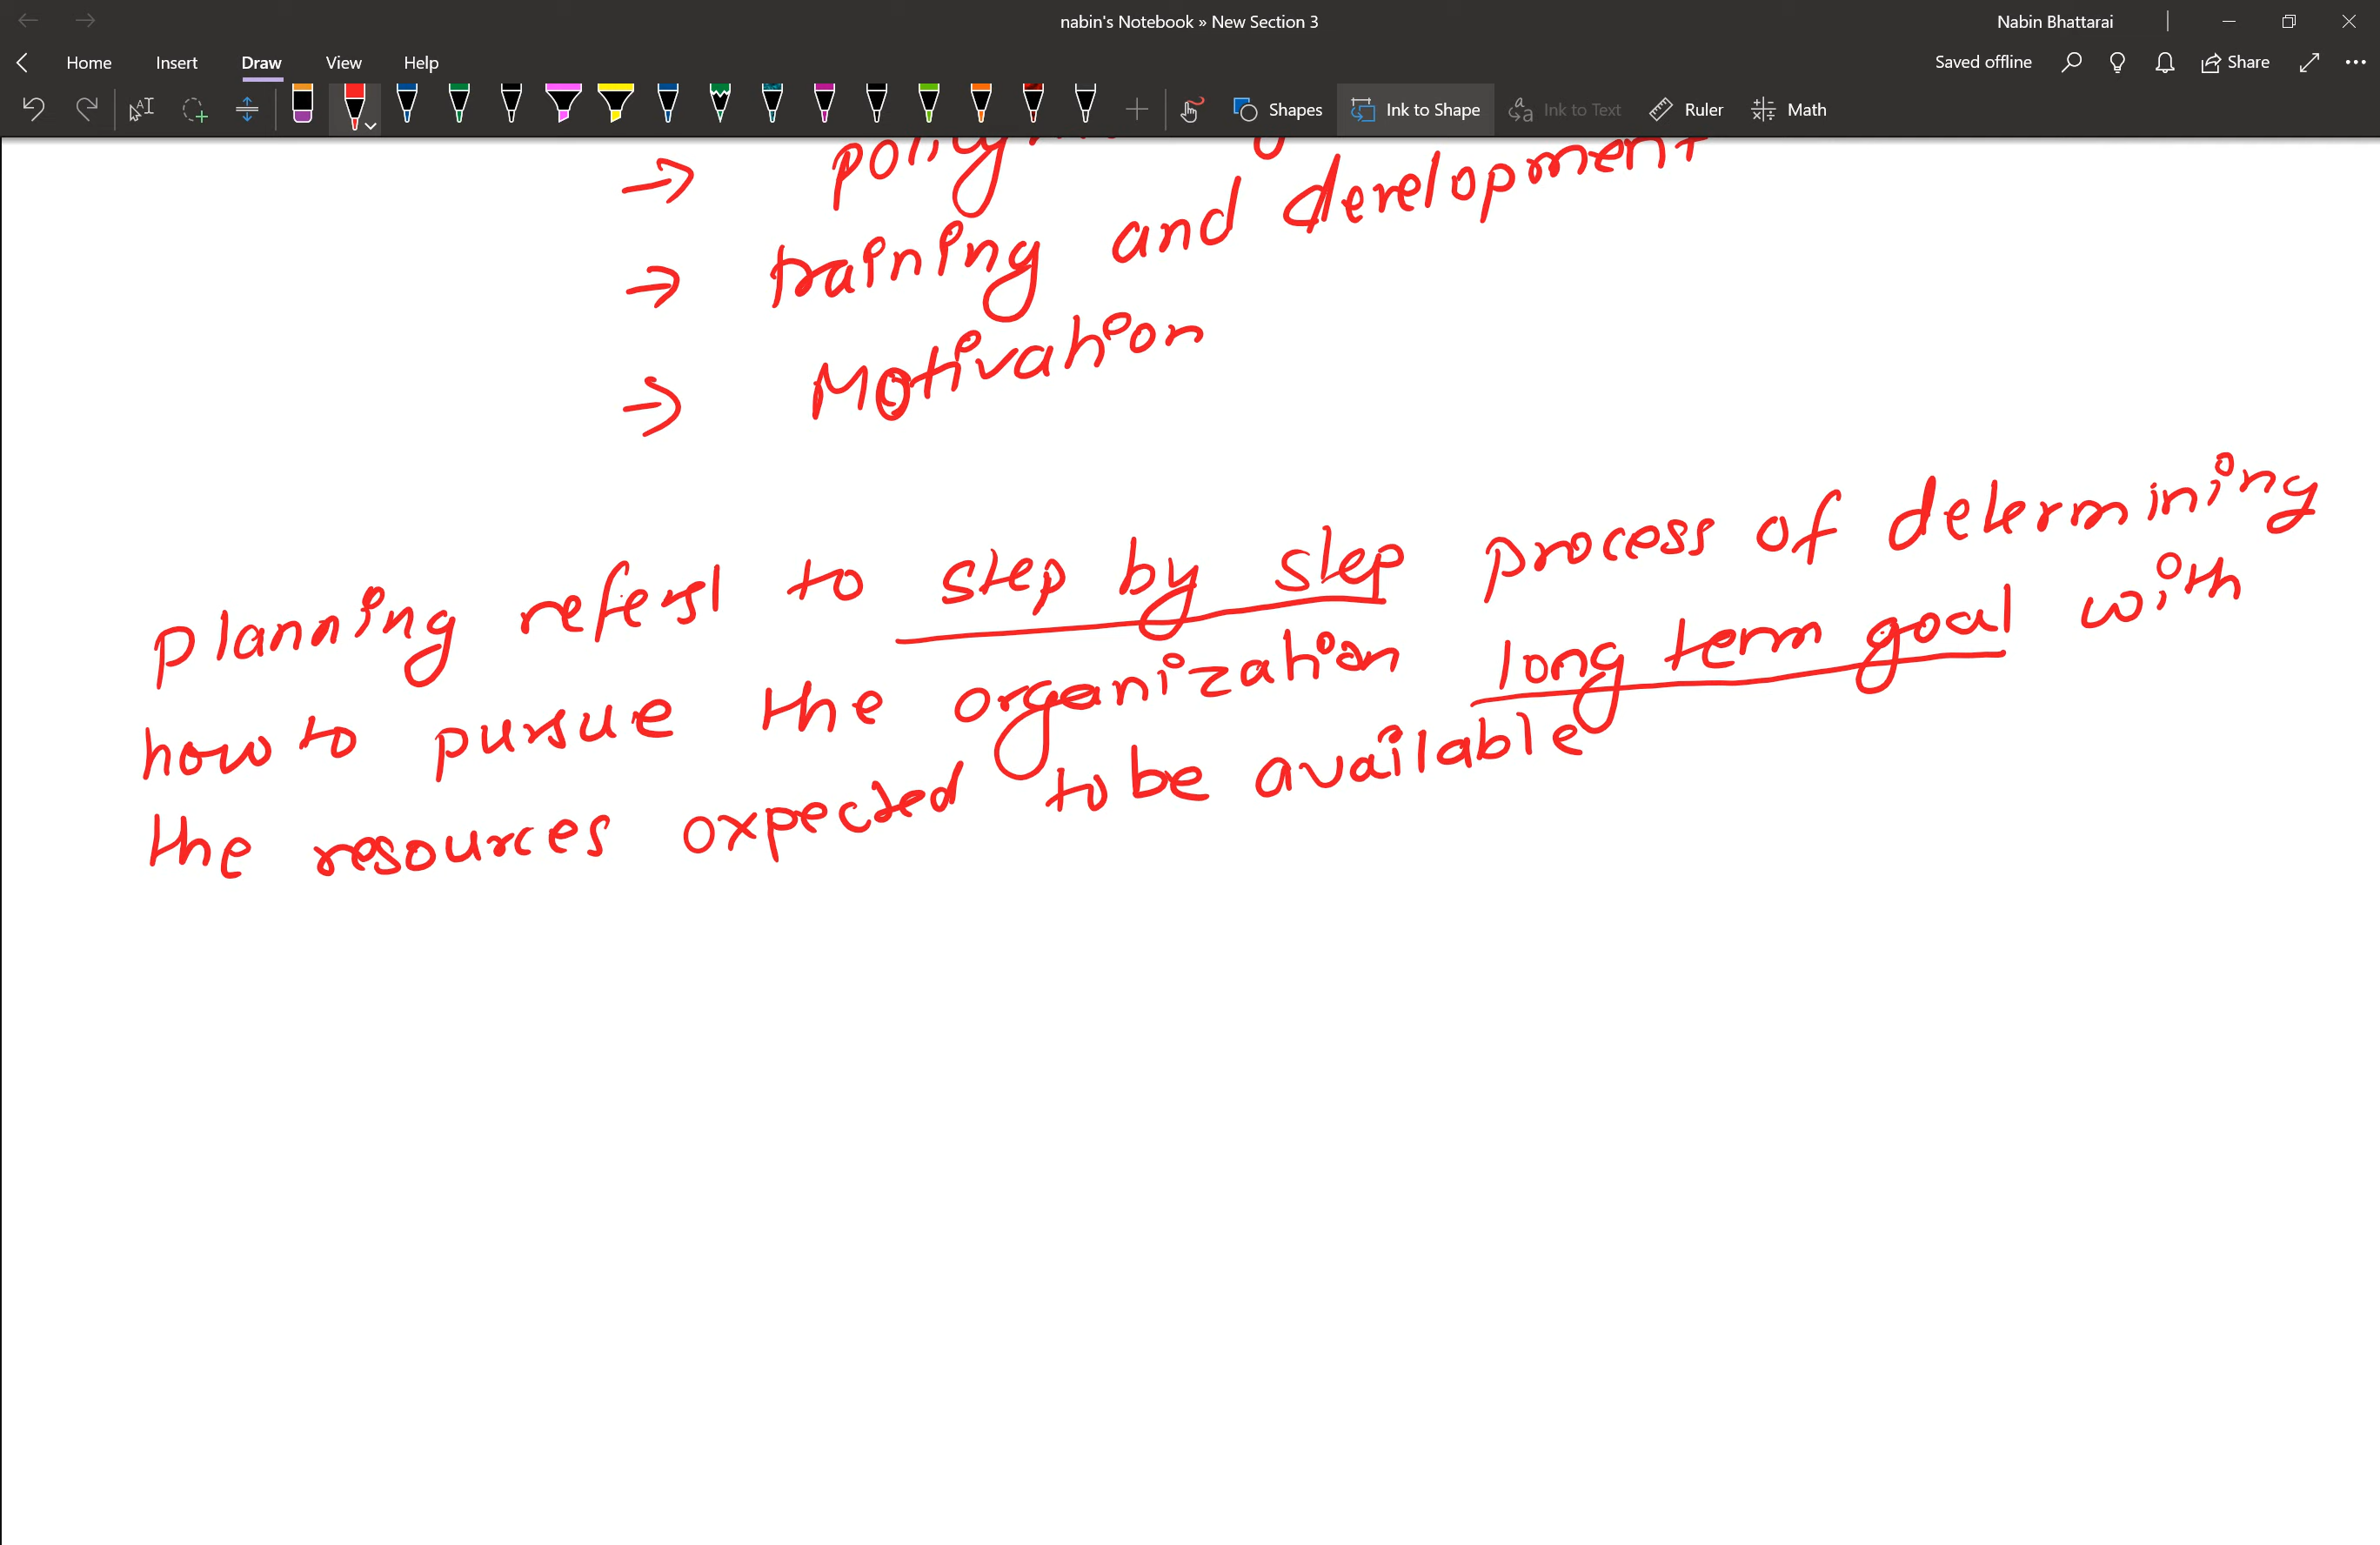 nabin's Notebook » New Section 3
Nabin Bhattarai
Home Insert Draw View Help
Saved offline
Share
Shapes
Ink to Shape
Ink to Text
Ruler
Math
→
→ training and development
→ Motivation
planning refers to step by step process of determining
how to pursue the organization long term goal with
the resources expected to be available